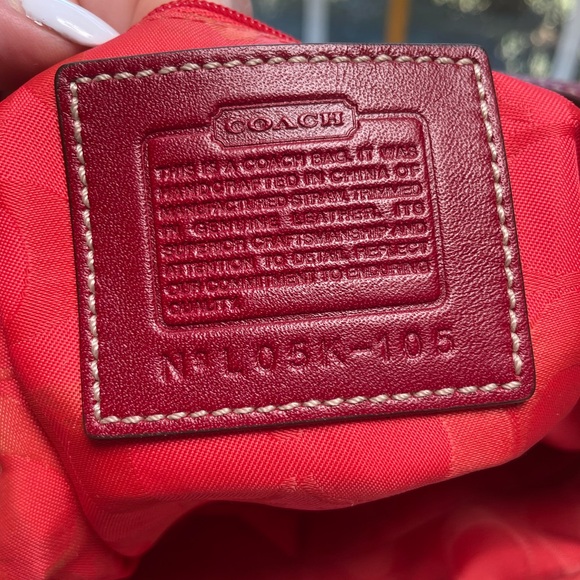 COACH
THIS IS A COACH BAG. IT WAS
HANDCRAFTED IN CHINA OF
STRAW, TRIMMED
IN GENUINE LEATHER. ITS
SUPERIOR CRAFTSMANSHIP AND
ATTENTION TO DETAIL REFLECT
OUR COMMITMENT TO ENDURING
QUALITY.
Nº L05K-105